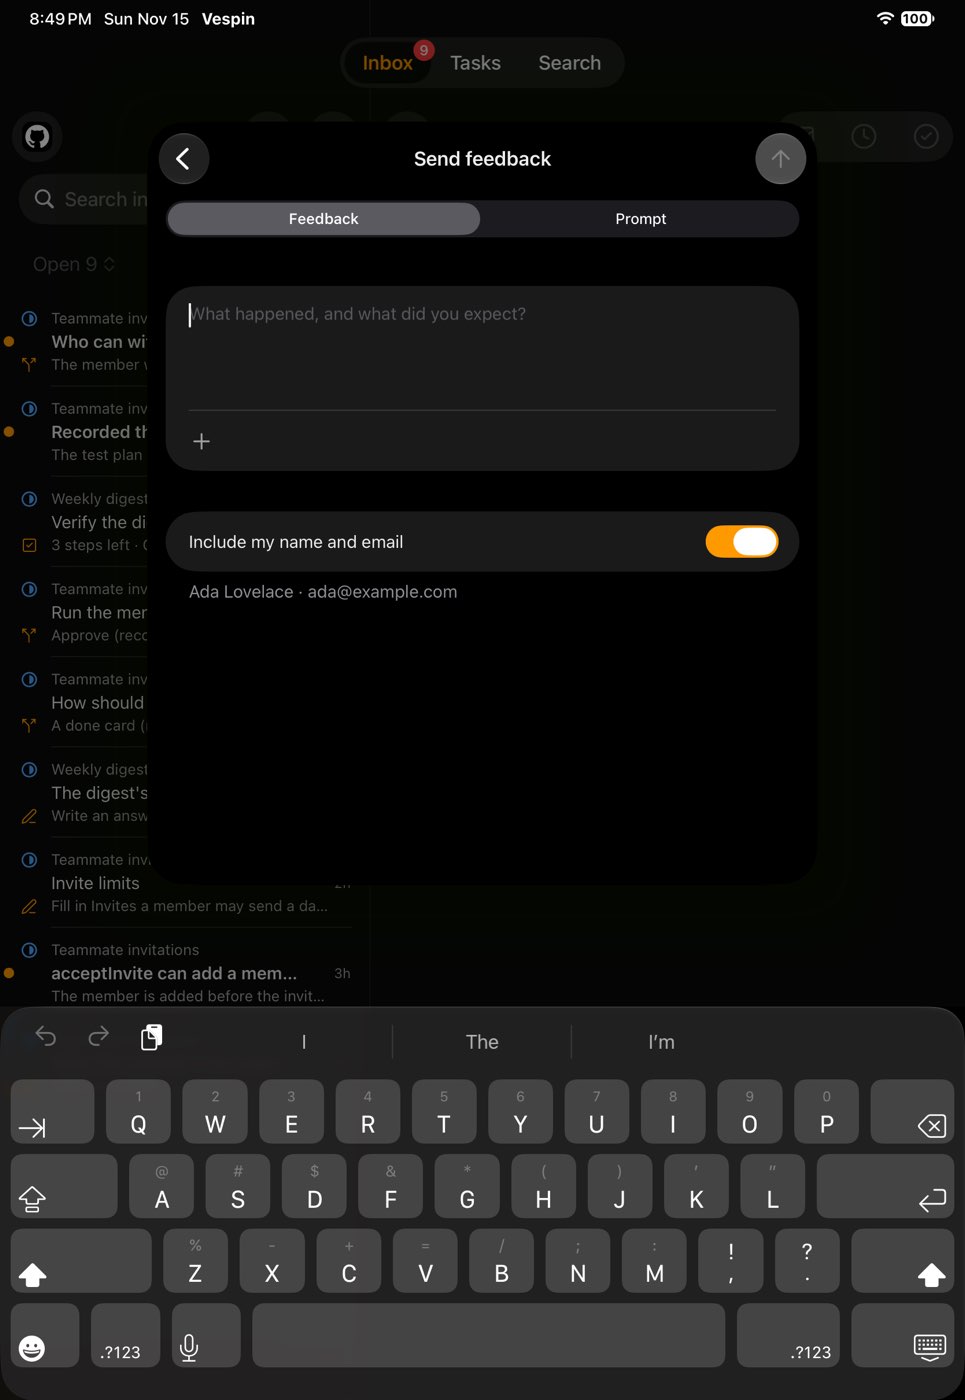 8:49 PM Sun Nov 15 Vespin
100
Inbox 9 Tasks Search
Send feedback
Search in
Feedback Prompt
Open 9
What happened, and what did you expect?
Teammate inv
Who can wi
The member
Teammate inv
Recorded th
The test plan
Include my name and email
Ada Lovelace · ada@example.com
Weekly digest
Verify the di
3 steps left ·
Teammate inv
Run the mer
Approve (reco
Teammate inv
How should
A done card (
Weekly digest
The digest's
Write an answ
Teammate invi
Invite limits
Fill in Invites a member may send a da...
Teammate invitations
acceptInvite can add a mem... 3h
The member is added before the invit...
I The I'm
1 2 3 4 5 6 7 8 9 0
Q W E R T Y U I O P
@ # $ & * ( ) ' "
A S D F G H J K L
% - + = / ; : ! ?
Z X C V B N M , .
.?123 .?123